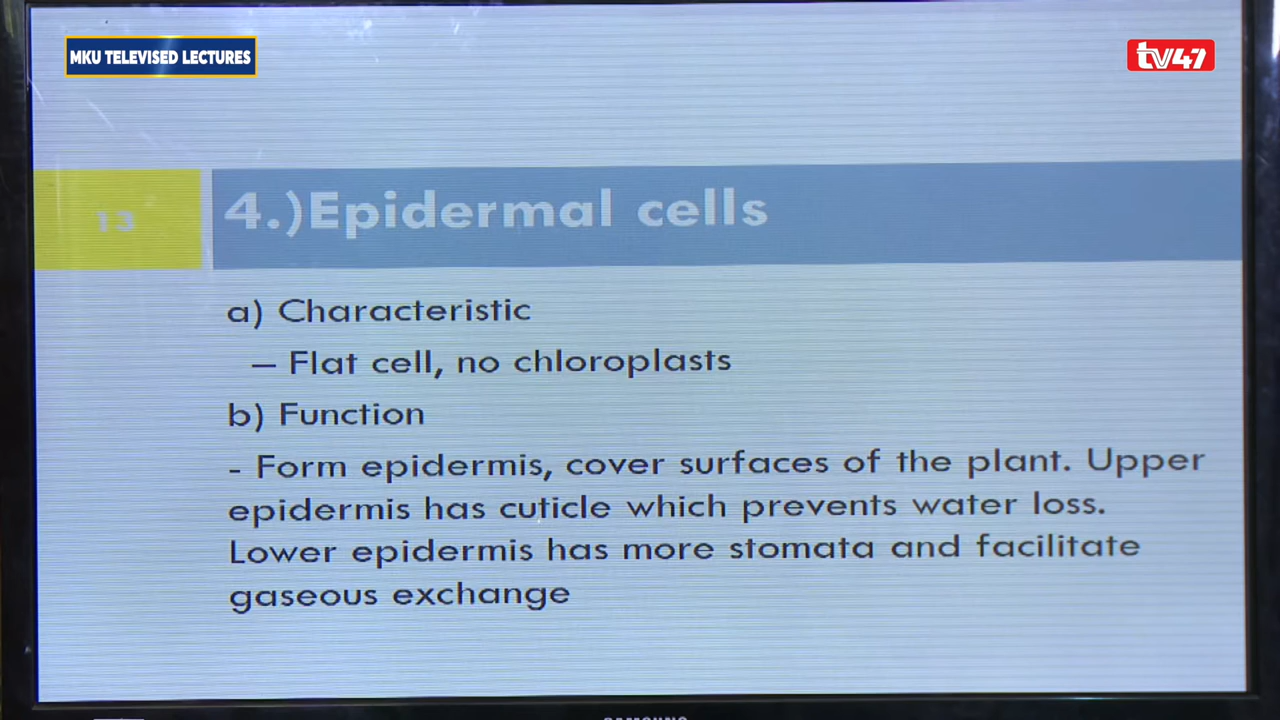 MKU TELEVISED LECTURES
tv47
13
4.)Epidermal cells
a) Characteristic
– Flat cell, no chloroplasts
b) Function
- Form epidermis, cover surfaces of the plant. Upper
epidermis has cuticle which prevents water loss.
Lower epidermis has more stomata and facilitate
gaseous exchange
SAMSUNG